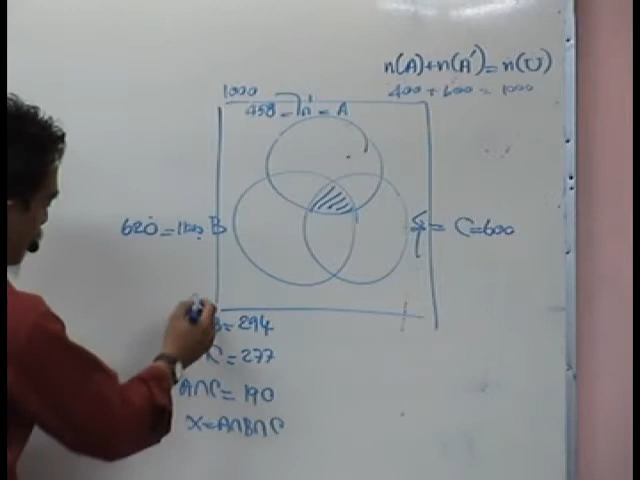 n(A)+n(A')=n(U)
400 + 600 = 1000
1000
458 = = A
620 = B
C=600
B= 294
C= 277
A∩C= 190
X= A∩B∩C